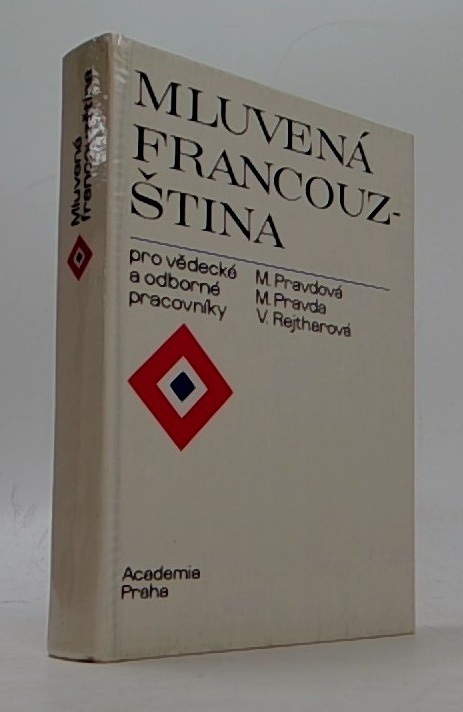 Mluvená
francouzština
MLUVENÁ
FRANCOUZ-
ŠTINA
pro vědecké
a odborné
pracovníky
M. Pravdová
M. Pravda
V. Rejtharová
Academia
Praha